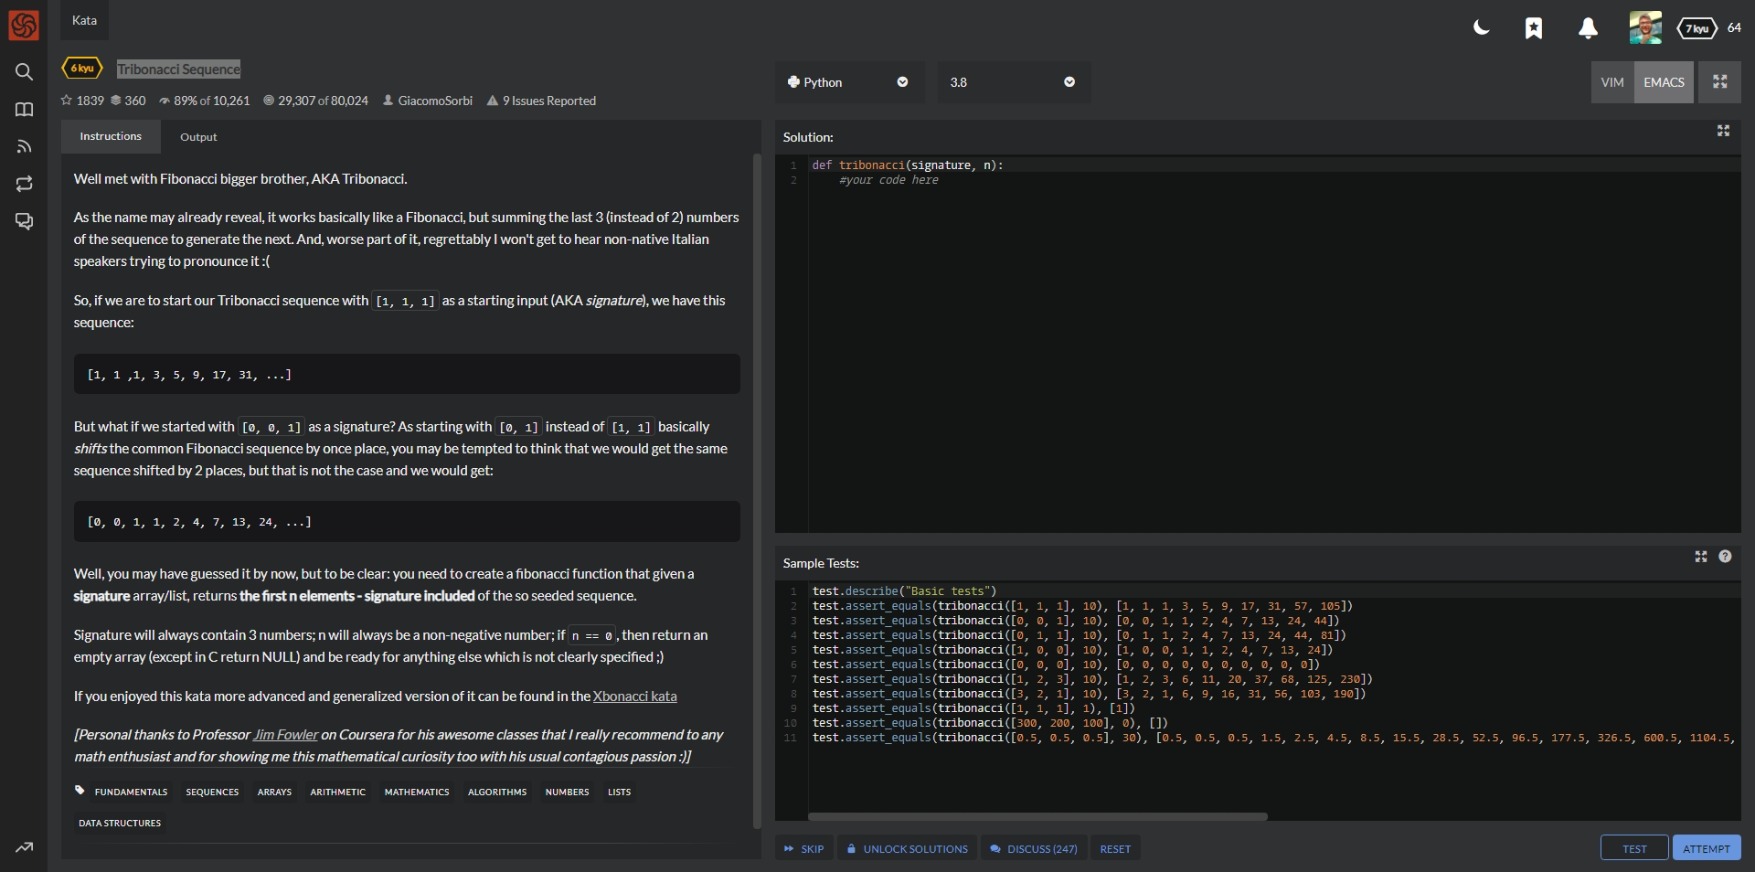 Kata
7 kyu 64
6 kyu Tribonacci Sequence
1839 360 89% of 10,261 29,307 of 80,024 GiacomoSorbi 9 Issues Reported
Instructions Output
Well met with Fibonacci bigger brother, AKA Tribonacci.
As the name may already reveal, it works basically like a Fibonacci, but summing the last 3 (instead of 2) numbers
of the sequence to generate the next. And, worse part of it, regrettably I won't get to hear non-native Italian
speakers trying to pronounce it :(
So, if we are to start our Tribonacci sequence with [1, 1, 1] as a starting input (AKA signature), we have this
sequence:
[1, 1 ,1, 3, 5, 9, 17, 31, ...]
But what if we started with [0, 0, 1] as a signature? As starting with [0, 1] instead of [1, 1] basically
shifts the common Fibonacci sequence by once place, you may be tempted to think that we would get the same
sequence shifted by 2 places, but that is not the case and we would get:
[0, 0, 1, 1, 2, 4, 7, 13, 24, ...]
Well, you may have guessed it by now, but to be clear: you need to create a fibonacci function that given a
signature array/list, returns the first n elements - signature included of the so seeded sequence.
Signature will always contain 3 numbers; n will always be a non-negative number; if n == 0, then return an
empty array (except in C return NULL) and be ready for anything else which is not clearly specified ;)
If you enjoyed this kata more advanced and generalized version of it can be found in the Xbonacci kata
[Personal thanks to Professor Jim Fowler on Coursera for his awesome classes that I really recommend to any
math enthusiast and for showing me this mathematical curiosity too with his usual contagious passion :)]
FUNDAMENTALS SEQUENCES ARRAYS ARITHMETIC MATHEMATICS ALGORITHMS NUMBERS LISTS
DATA STRUCTURES
Python 3.8 VIM EMACS
Solution:
1 def tribonacci(signature, n):
2 #your code here
Sample Tests:
1 test.describe("Basic tests")
2 test.assert_equals(tribonacci([1, 1, 1], 10), [1, 1, 1, 3, 5, 9, 17, 31, 57, 105])
3 test.assert_equals(tribonacci([0, 0, 1], 10), [0, 0, 1, 1, 2, 4, 7, 13, 24, 44])
4 test.assert_equals(tribonacci([0, 1, 1], 10), [0, 1, 1, 2, 4, 7, 13, 24, 44, 81])
5 test.assert_equals(tribonacci([1, 0, 0], 10), [1, 0, 0, 1, 1, 2, 4, 7, 13, 24])
6 test.assert_equals(tribonacci([0, 0, 0], 10), [0, 0, 0, 0, 0, 0, 0, 0, 0, 0])
7 test.assert_equals(tribonacci([1, 2, 3], 10), [1, 2, 3, 6, 11, 20, 37, 68, 125, 230])
8 test.assert_equals(tribonacci([3, 2, 1], 10), [3, 2, 1, 6, 9, 16, 31, 56, 103, 190])
9 test.assert_equals(tribonacci([1, 1, 1], 1), [1])
10 test.assert_equals(tribonacci([300, 200, 100], 0), [])
11 test.assert_equals(tribonacci([0.5, 0.5, 0.5], 30), [0.5, 0.5, 0.5, 1.5, 2.5, 4.5, 8.5, 15.5, 28.5, 52.5, 96.5, 177.5, 326.5, 600.5, 1104.5,
SKIP UNLOCK SOLUTIONS DISCUSS (247) RESET TEST ATTEMPT